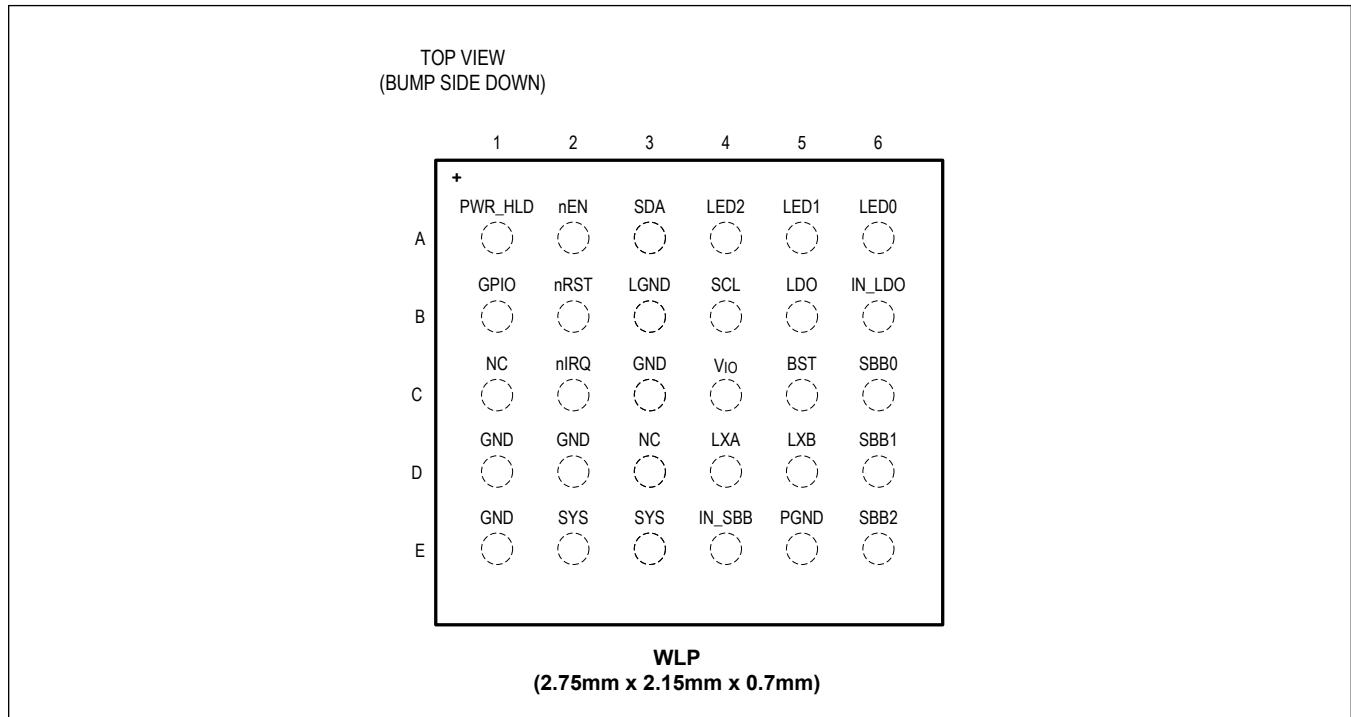 TOP VIEW
(BUMP SIDE DOWN)
1 2 3 4 5 6
+
PWR_HLD nEN SDA LED2 LED1 LED0
A
GPIO nRST LGND SCL LDO IN_LDO
B
NC nIRQ GND VIO BST SBB0
C
GND GND NC LXA LXB SBB1
D
GND SYS SYS IN_SBB PGND SBB2
E
WLP
(2.75mm x 2.15mm x 0.7mm)